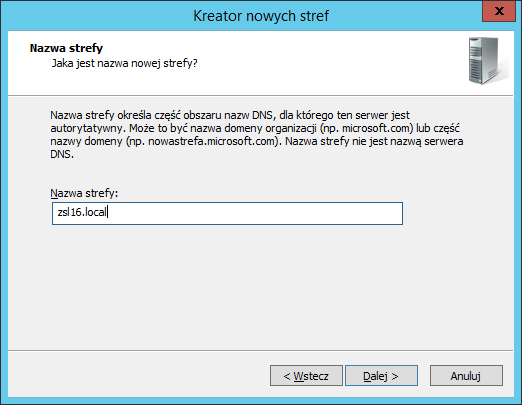 Kreator nowych stref
x
Nazwa strefy
Jaka jest nazwa nowej strefy?
Nazwa strefy określa część obszaru nazw DNS, dla którego ten serwer jest
autorytatywny. Może to być nazwa domeny organizacji (np. microsoft.com) lub część
nazwy domeny (np. nowastrefa.microsoft.com). Nazwa strefy nie jest nazwą serwera
DNS.
Nazwa strefy:
zsl16.local
< Wstecz Dalej > Anuluj